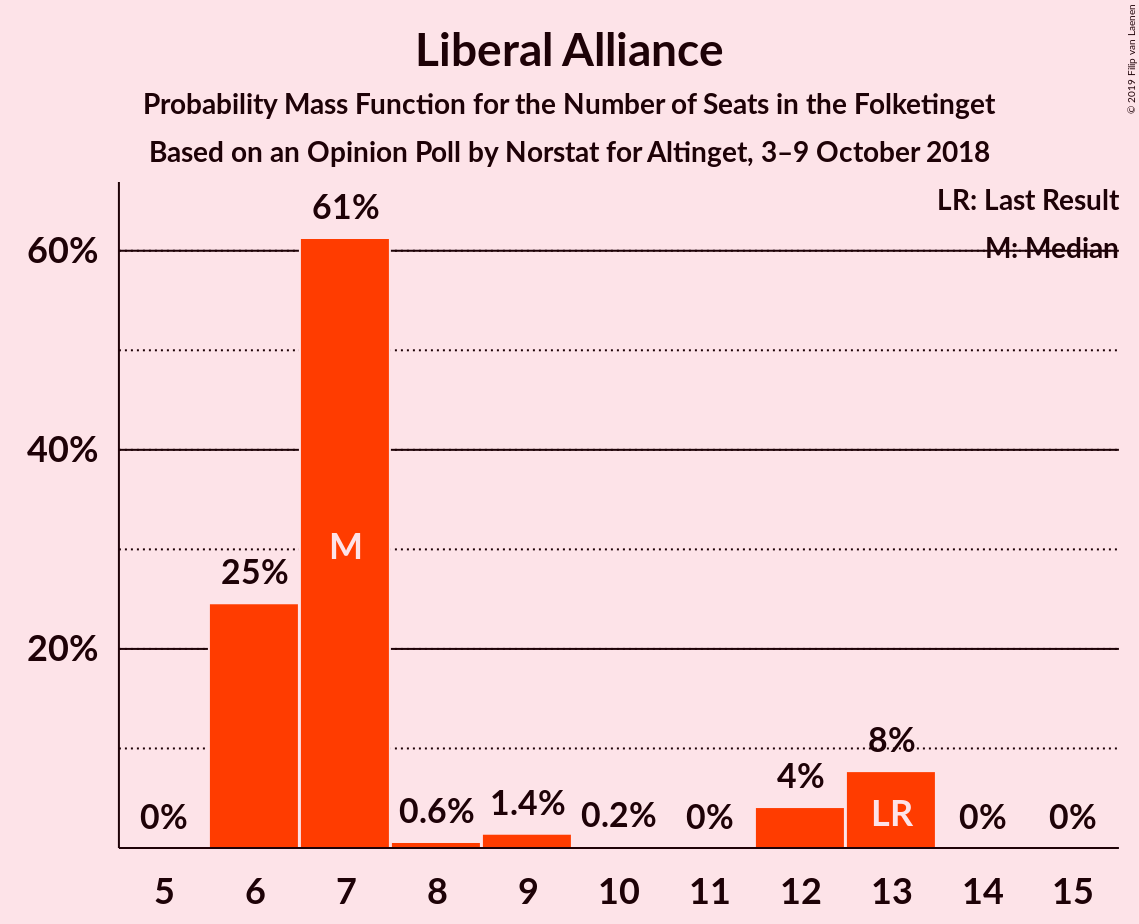 Liberal Alliance
Probability Mass Function for the Number of Seats in the Folketinget
Based on an Opinion Poll by Norstat for Altinget, 3–9 October 2018
© 2019 Filip van Laenen
LR: Last Result
M: Median
60%
40%
20%
0%
25%
61%
0.6%
1.4%
0.2%
0%
4%
8%
0%
0%
M
LR
5 6 7 8 9 10 11 12 13 14 15